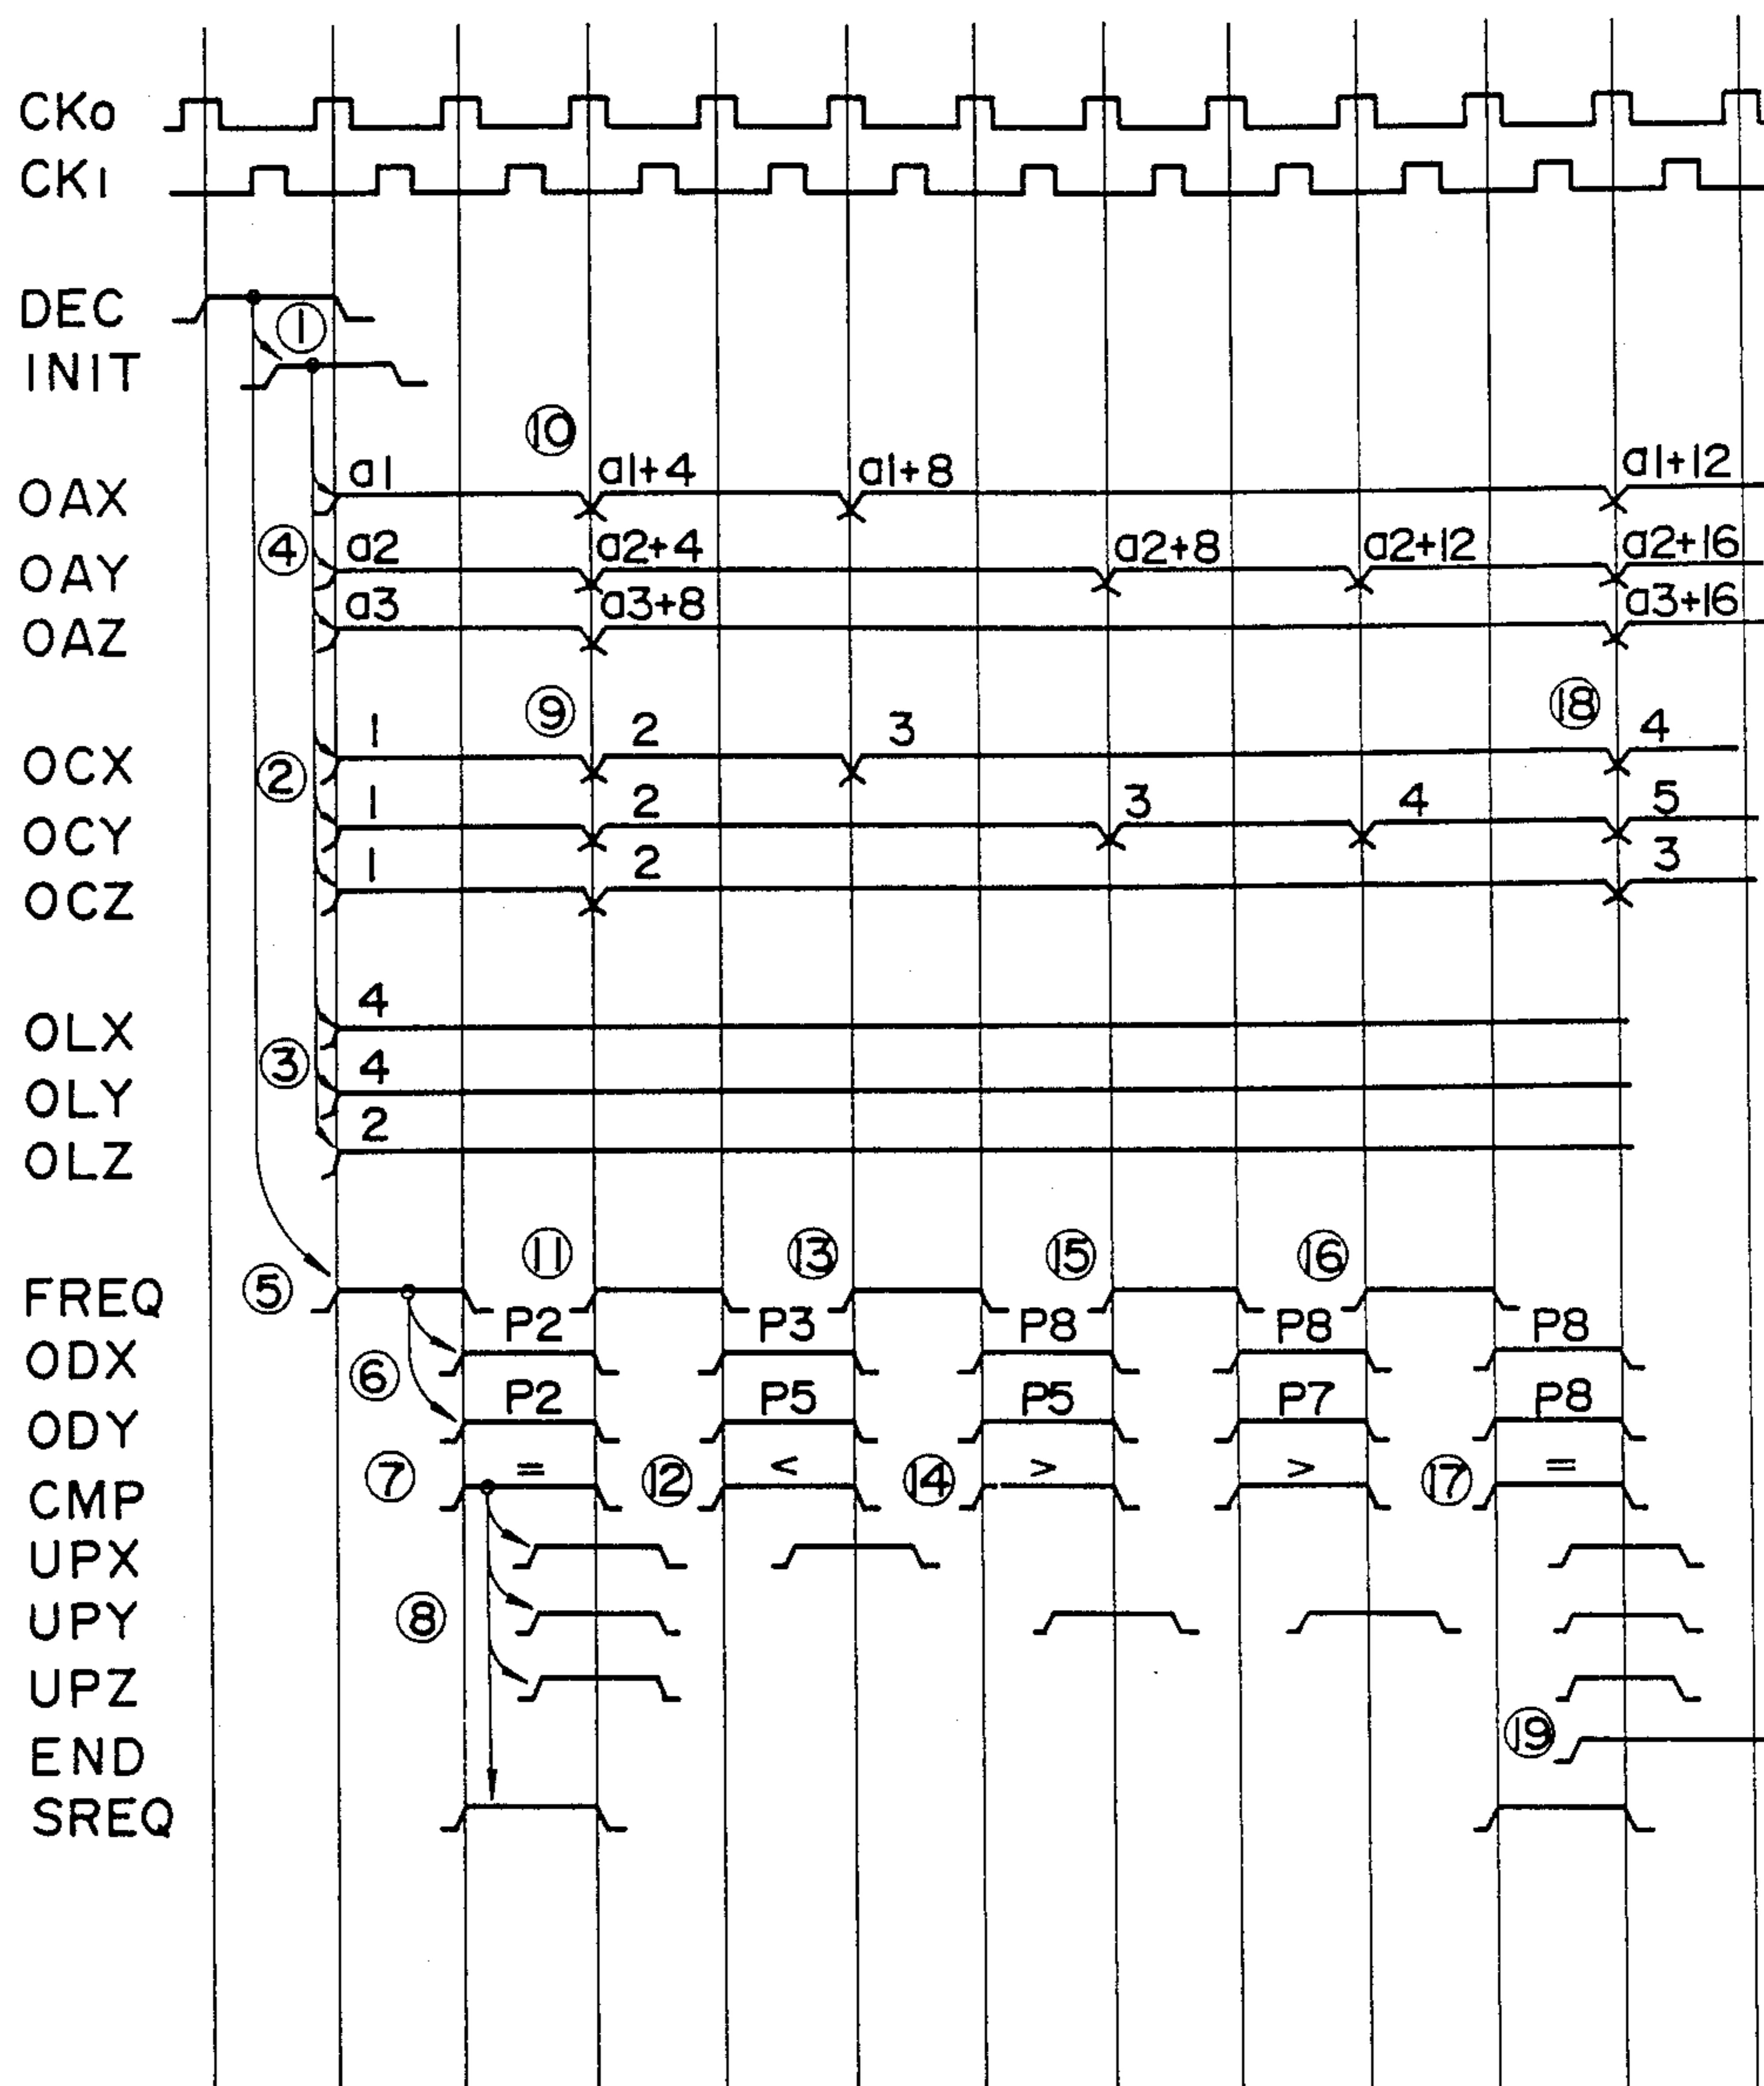 CK0
CK1
DEC
①
INIT
⑩
OAX a1 a1+4 a1+8 a1+12
④
OAY a2 a2+4 a2+8 a2+12 a2+16
OAZ a3 a3+8 a3+16
⑨ ⑱
OCX 1 2 3 4
②
OCY 1 2 3 4 5
OCZ 1 2 3
OLX 4
③
OLY 4
OLZ 2
⑪ ⑬ ⑮ ⑯
FREQ ⑤
ODX P2 P3 P8 P8 P8
⑥
ODY P2 P5 P5 P7 P8
CMP ⑦ = ⑫ < ⑭ > > ⑰ =
UPX
UPY ⑧
UPZ
END ⑲
SREQ